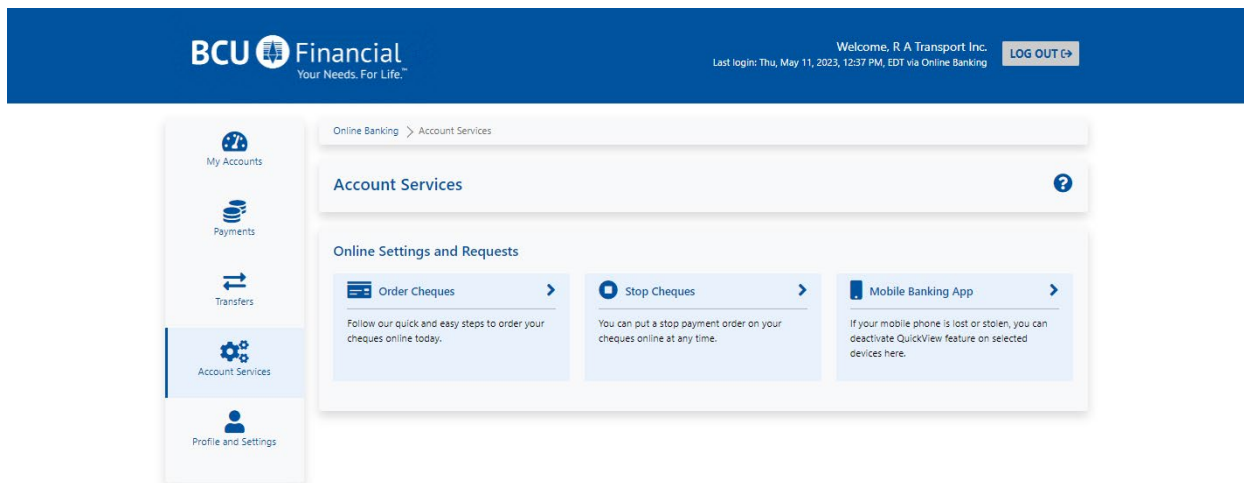 BCU Financial
Your Needs. For Life.™
Welcome, R A Transport Inc.
Last login: Thu, May 11, 2023, 12:37 PM, EDT via Online Banking
LOG OUT
My Accounts
Payments
Transfers
Account Services
Profile and Settings
Online Banking > Account Services
Account Services
Online Settings and Requests
Order Cheques
Follow our quick and easy steps to order your
cheques online today.
Stop Cheques
You can put a stop payment order on your
cheques online at any time.
Mobile Banking App
If your mobile phone is lost or stolen, you can
deactivate QuickView feature on selected
devices here.